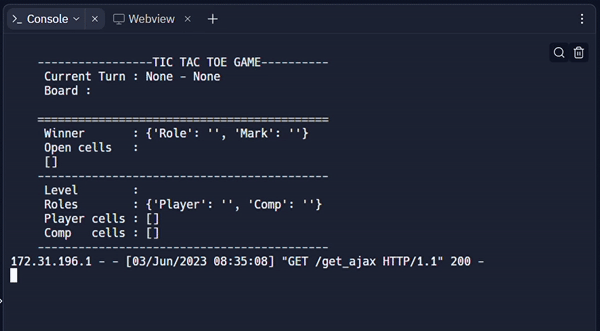 Console
Webview
-----------------TIC TAC TOE GAME----------
Current Turn : None - None
Board :
===========================================
Winner       : {'Role': '', 'Mark': ''}
Open cells   :
[]
-------------------------------------------
Level        :
Roles        : {'Player': '', 'Comp': ''}
Player cells : []
Comp   cells : []
-------------------------------------------
172.31.196.1 - - [03/Jun/2023 08:35:08] "GET /get_ajax HTTP/1.1" 200 -